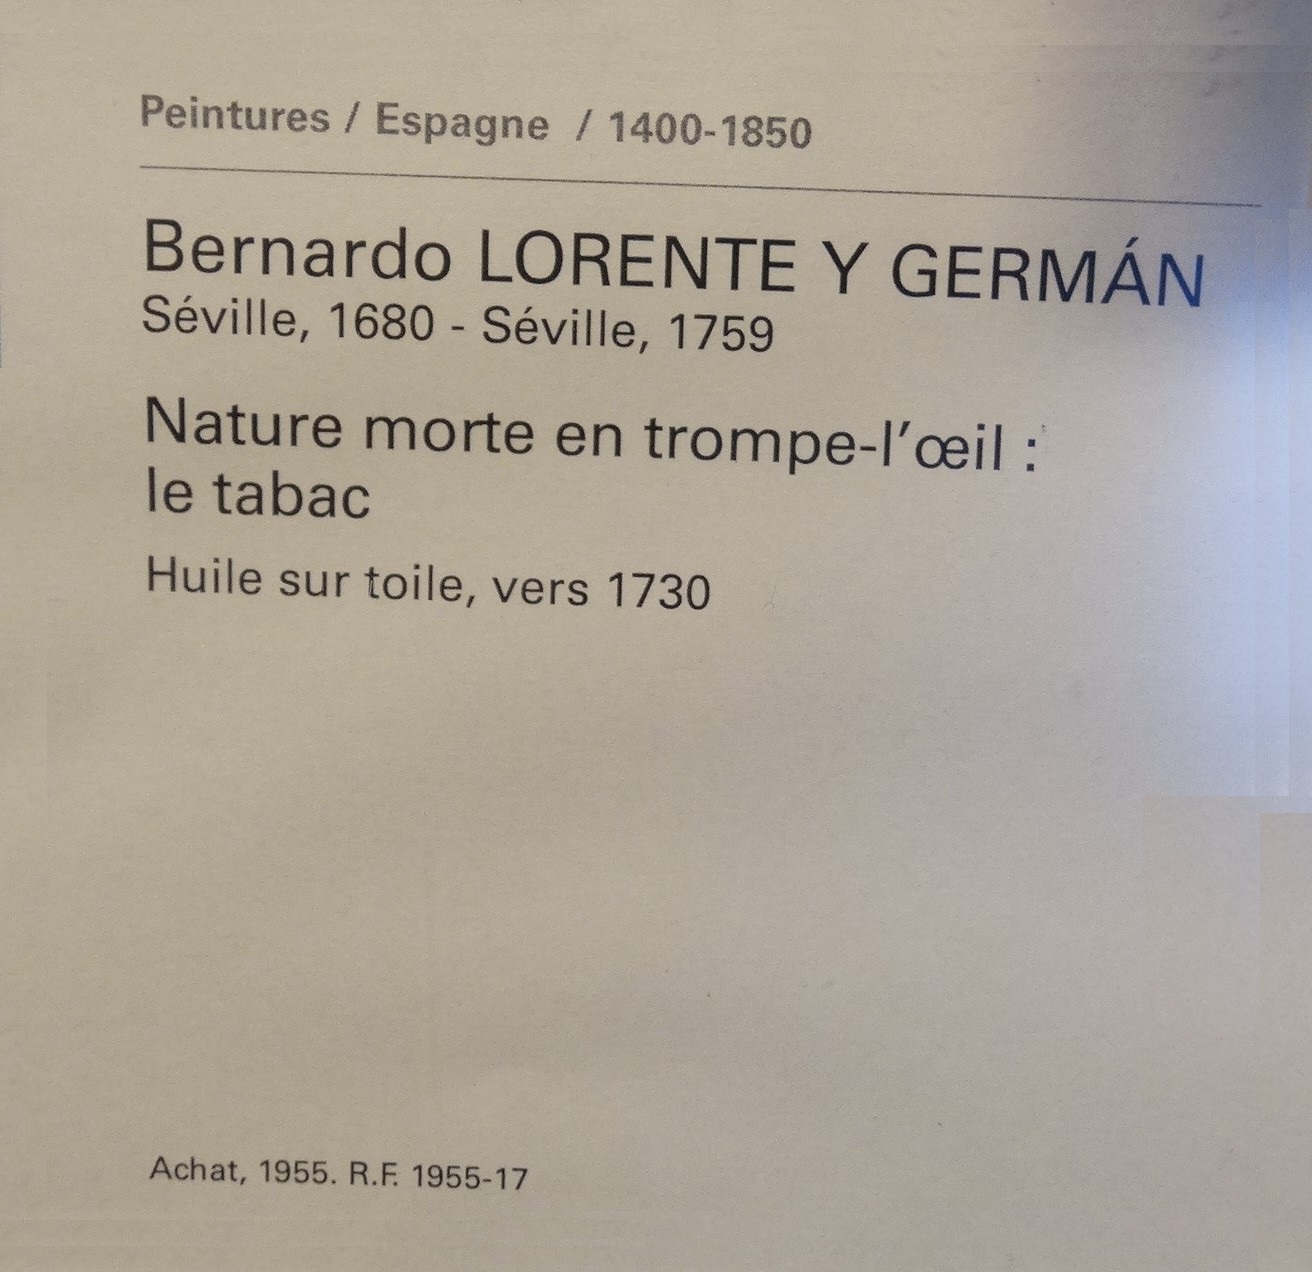 Peintures / Espagne / 1400-1850
Bernardo LORENTE Y GERMÁN
Séville, 1680 - Séville, 1759
Nature morte en trompe-l'œil :
le tabac
Huile sur toile, vers 1730
Achat, 1955. R.F. 1955-17